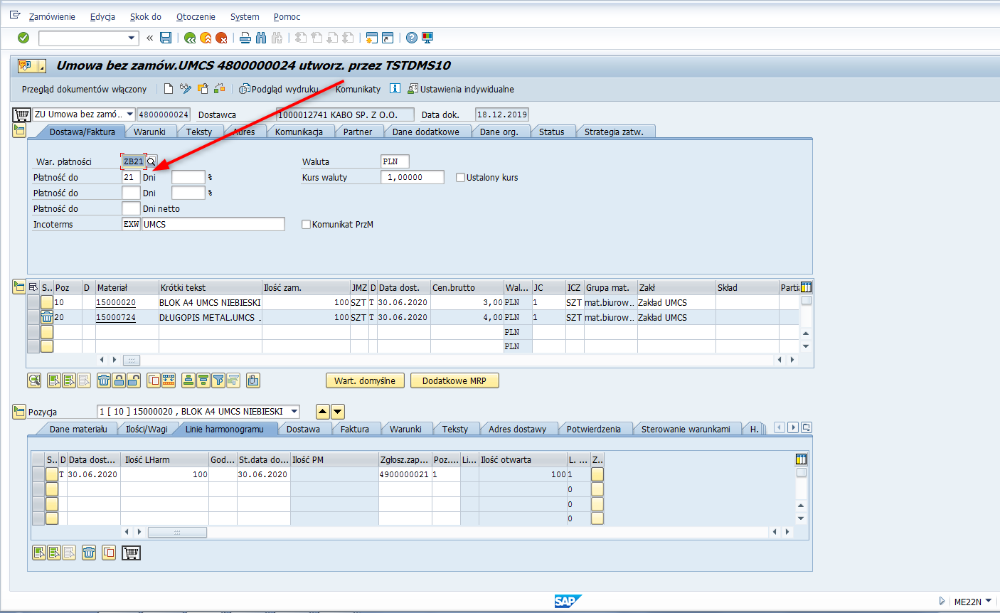 Zamówienie Edycja Skok do Otoczenie System Pomoc
Umowa bez zamów.UMCS 4800000024 utworz. przez TSTDMS10
Przegląd dokumentów włączony Podgląd wydruku Komunikaty Ustawienia indywidualne
ZU Umowa bez zamó... 4800000024 Dostawca 1000012741 KABO SP. Z O.O. Data dok. 18.12.2019
Dostawa/Faktura Warunki Teksty Adres Komunikacja Partner Dane dodatkowe Dane org. Status Strategia zatw.
War. płatności ZB21 Waluta PLN
Płatność do 21 Dni % Kurs waluty 1,00000 Ustalony kurs
Płatność do Dni %
Płatność do Dni netto
Incoterms EXW UMCS Komunikat PrzM
S.. Poz D Materiał Krótki tekst Ilość zam. JMZ D Data dost. Cen.brutto Wal... JC ICZ Grupa mat. Zakł Skład Partia
10 15000020 BLOK A4 UMCS NIEBIESKI 100 SZT T 30.06.2020 3,00 PLN 1 SZT mat.biurow... Zakład UMCS
20 15000724 DŁUGOPIS METAL.UMCS .. 100 SZT T 30.06.2020 4,00 PLN 1 SZT mat.biurow... Zakład UMCS
PLN
PLN
Wart. domyślne Dodatkowe MRP
Pozycja 1 [ 10 ] 15000020 , BLOK A4 UMCS NIEBIESKI
Dane materiału Ilości/Wagi Linie harmonogramu Dostawa Faktura Warunki Teksty Adres dostawy Potwierdzenia Sterowanie warunkami H.
S.. D Data dost... Ilość LHarm God... St.data do... Ilość PM Zgłosz.zap... Poz.... Li... Ilość otwarta L. ... Z..
T 30.06.2020 100 30.06.2020 4900000021 1 100 1
0
0
0
SAP
ME22N